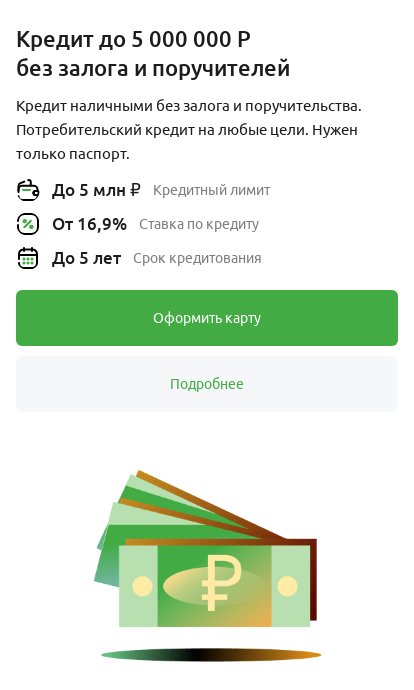 Кредит до 5 000 000 Р
без залога и поручителей
Кредит наличными без залога и поручительства.
Потребительский кредит на любые цели. Нужен
только паспорт.
До 5 млн ₽ Кредитный лимит
От 16,9% Ставка по кредиту
До 5 лет Срок кредитования
Оформить карту
Подробнее
₽